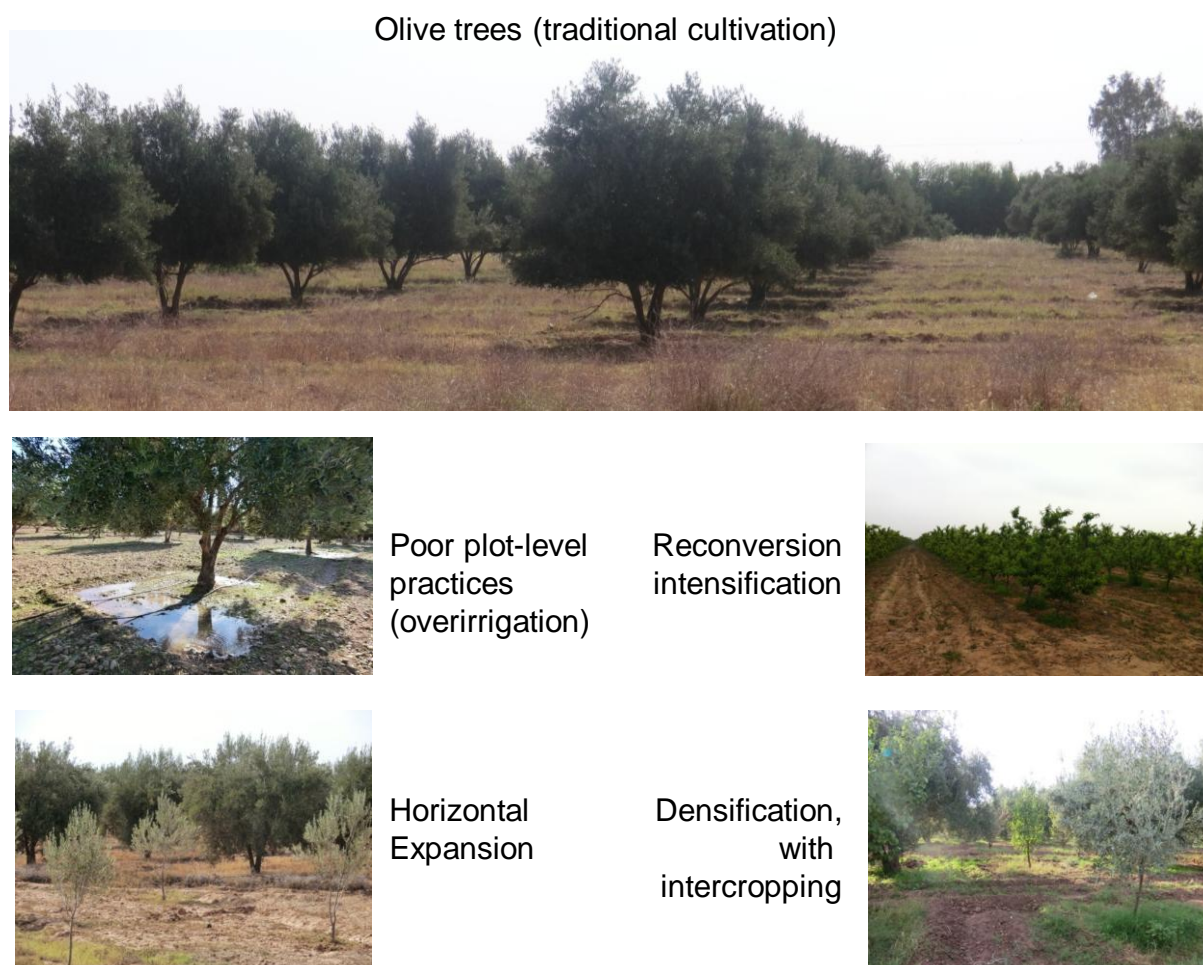 Olive trees (traditional cultivation)
Poor plot-level
practices
(overirrigation)
Reconversion
intensification
Horizontal
Expansion
Densification,
with
intercropping